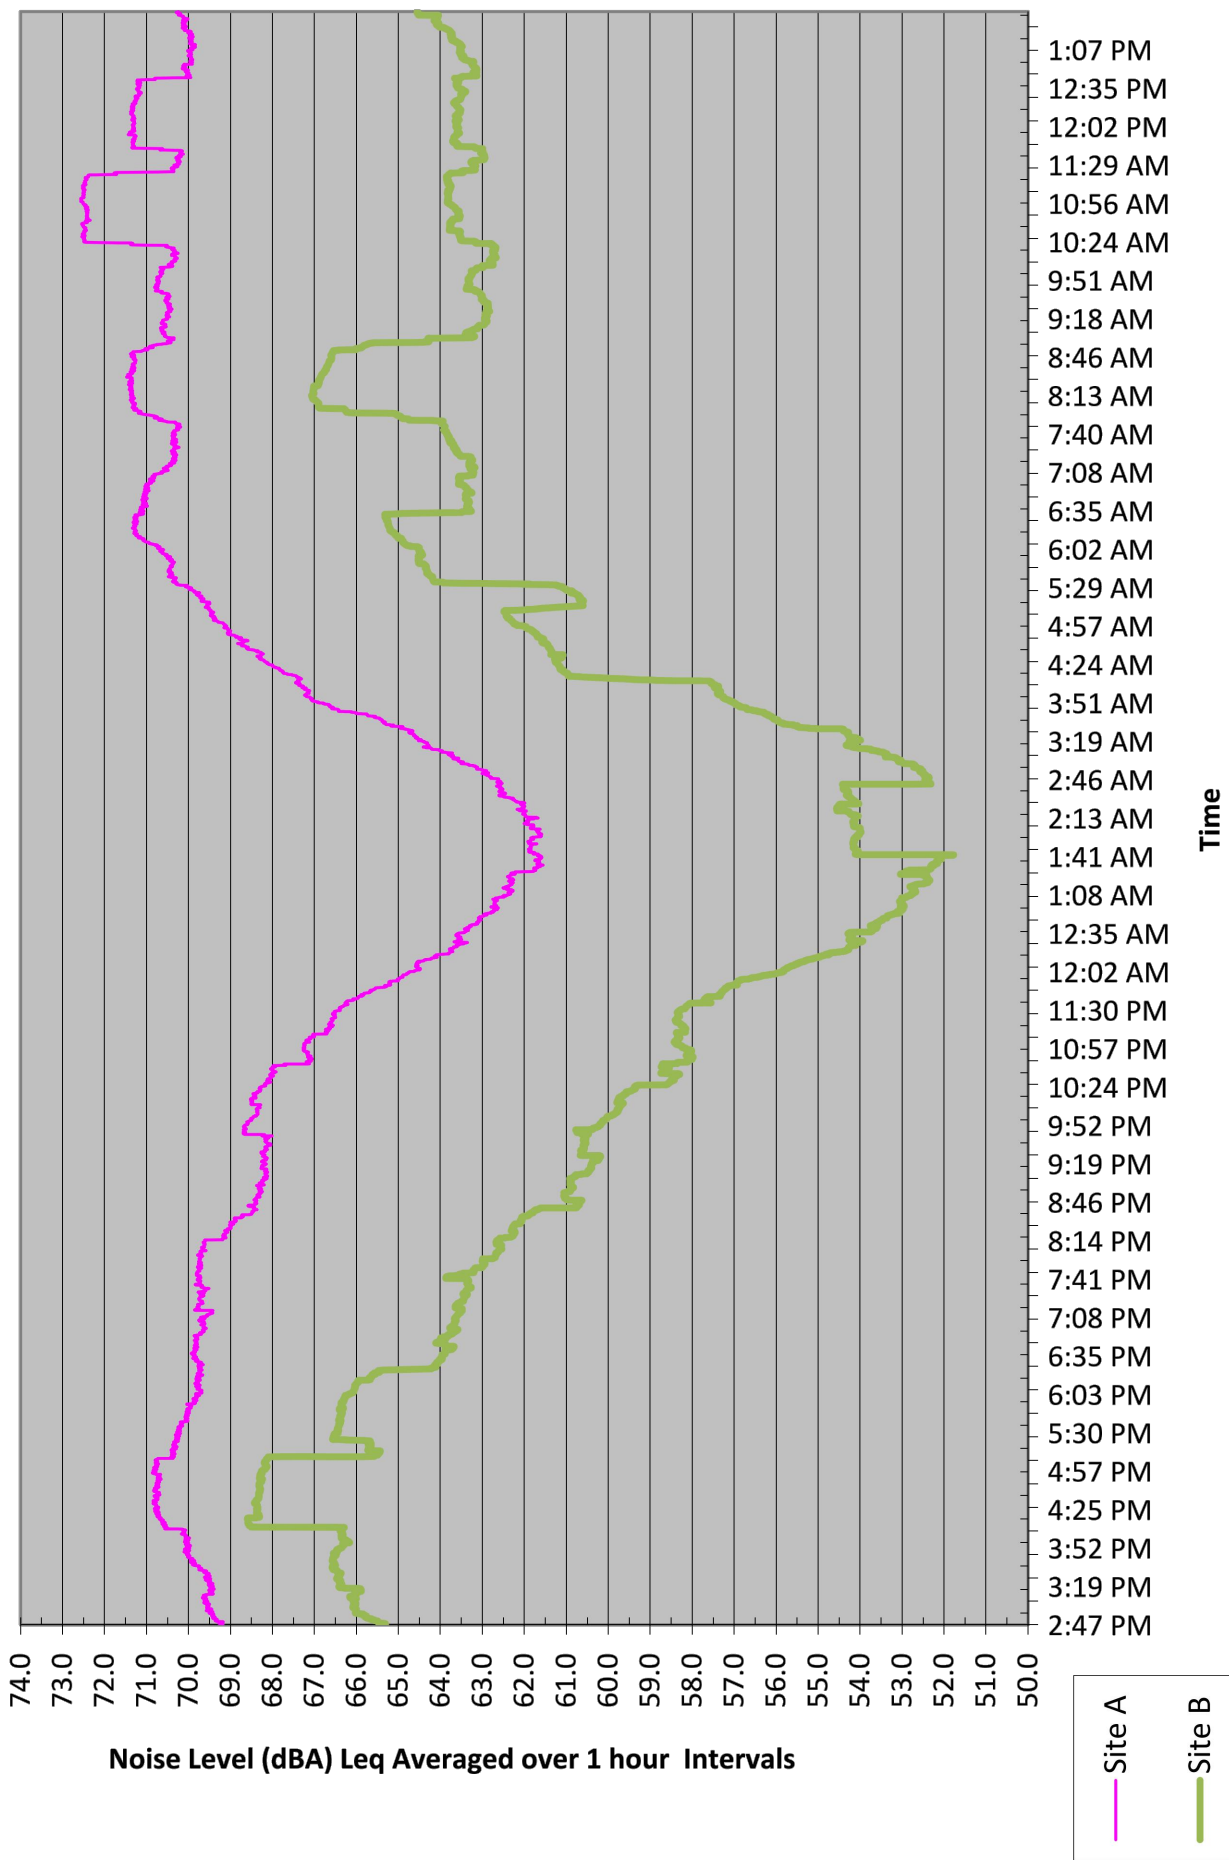 74.0
73.0
72.0
71.0
70.0
69.0
68.0
67.0
66.0
65.0
64.0
63.0
62.0
61.0
60.0
59.0
58.0
57.0
56.0
55.0
54.0
53.0
52.0
51.0
50.0
Noise Level (dBA) Leq Averaged over 1 hour Intervals
2:47 PM
3:19 PM
3:52 PM
4:25 PM
4:57 PM
5:30 PM
6:03 PM
6:35 PM
7:08 PM
7:41 PM
8:14 PM
8:46 PM
9:19 PM
9:52 PM
10:24 PM
10:57 PM
11:30 PM
12:02 AM
12:35 AM
1:08 AM
1:41 AM
2:13 AM
2:46 AM
3:19 AM
3:51 AM
4:24 AM
4:57 AM
5:29 AM
6:02 AM
6:35 AM
7:08 AM
7:40 AM
8:13 AM
8:46 AM
9:18 AM
9:51 AM
10:24 AM
10:56 AM
11:29 AM
12:02 PM
12:35 PM
1:07 PM
Time
Site A
Site B